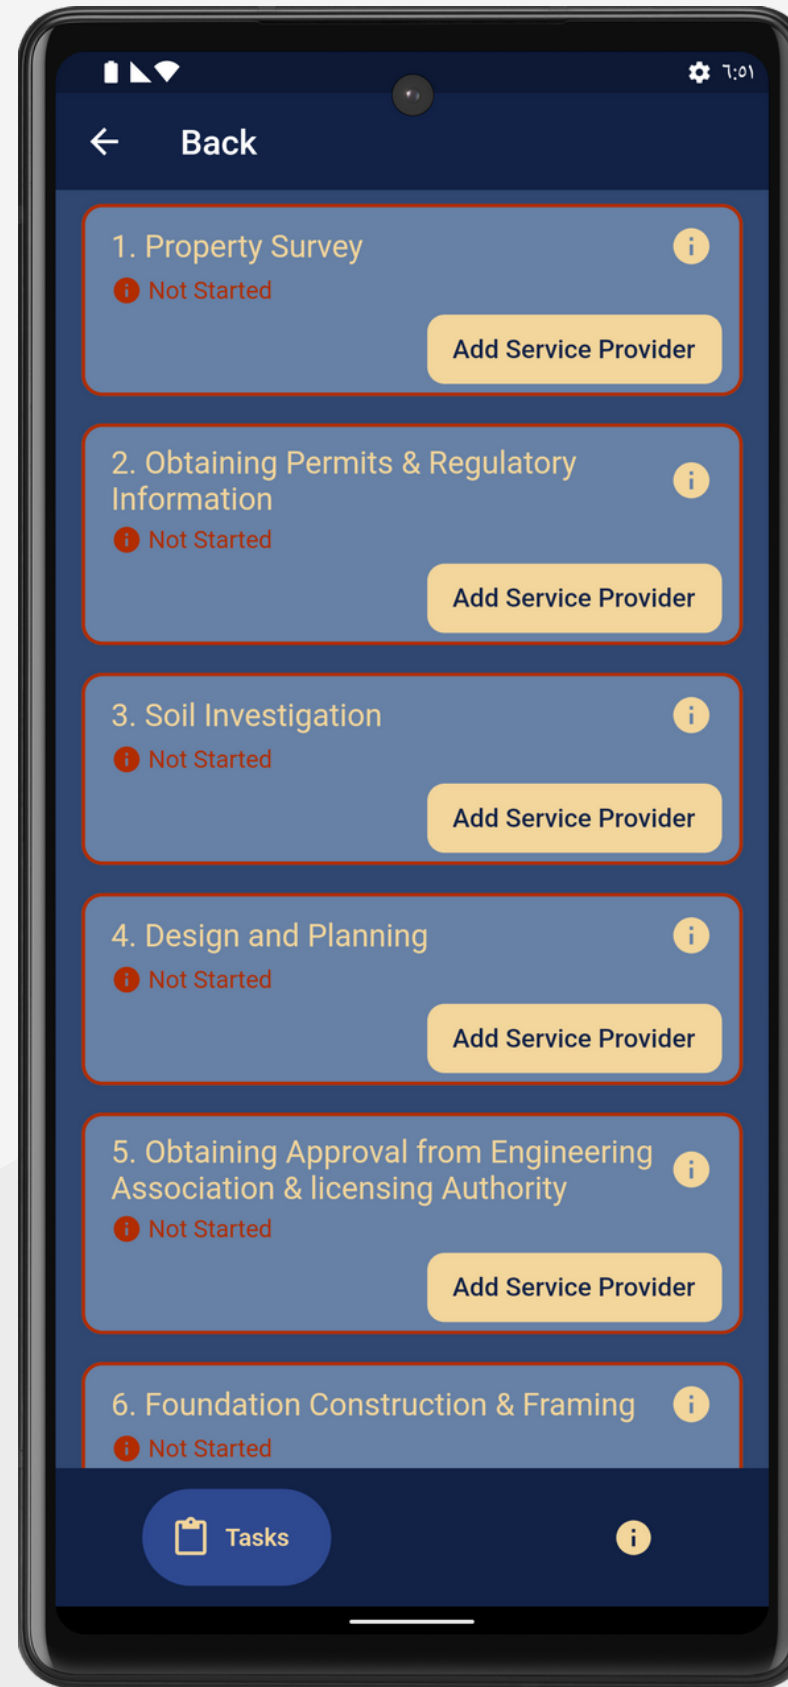 ٦:٥١
Back
1. Property Survey
Not Started
Add Service Provider
2. Obtaining Permits & Regulatory
Information
Not Started
Add Service Provider
3. Soil Investigation
Not Started
Add Service Provider
4. Design and Planning
Not Started
Add Service Provider
5. Obtaining Approval from Engineering
Association & licensing Authority
Not Started
Add Service Provider
6. Foundation Construction & Framing
Not Started
Tasks